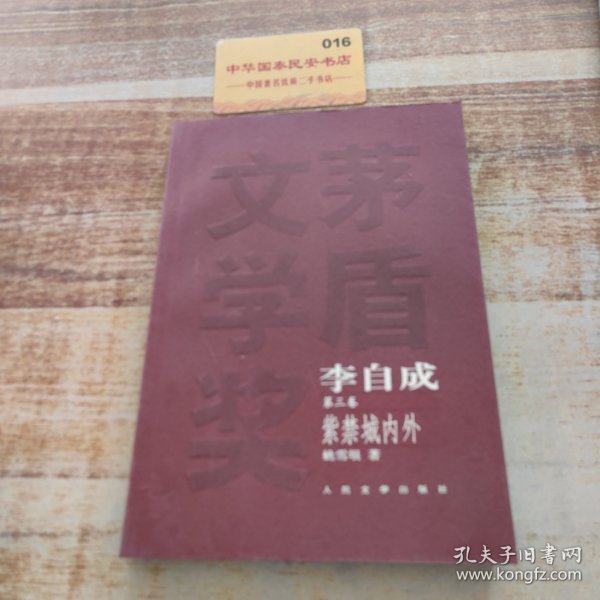 016
中华国泰民安书店
——中国著名战略二手书店——
茅盾
文学奖
李自成
第三卷
紫禁城内外
姚雪垠 著
人民文学出版社
孔夫子旧书网
www.kongfz.com